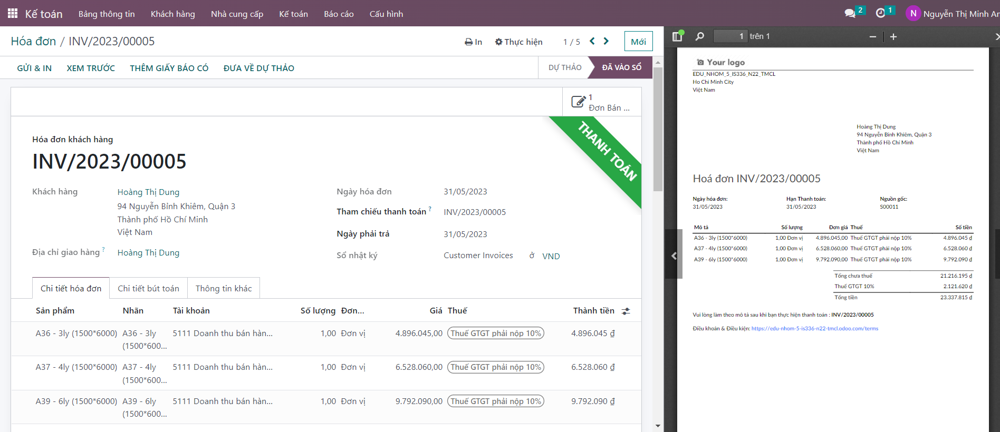 Kế toán Bảng thông tin Khách hàng Nhà cung cấp Kế toán Báo cáo Cấu hình 2 1 N Nguyễn Thị Minh An
Hóa đơn / INV/2023/00005 In Thực hiện 1 / 5 Mới
GỬI & IN XEM TRƯỚC THÊM GIẤY BÁO CÓ ĐƯA VỀ DỰ THẢO DỰ THẢO ĐÃ VÀO SỔ
1
Đơn Bán ...
THANH TOÁN
Hóa đơn khách hàng
INV/2023/00005
Khách hàng Hoàng Thị Dung
94 Nguyễn Bỉnh Khiêm, Quận 3
Thành phố Hồ Chí Minh
Việt Nam
Địa chỉ giao hàng ? Hoàng Thị Dung
Ngày hóa đơn 31/05/2023
Tham chiếu thanh toán ? INV/2023/00005
Ngày phải trả 31/05/2023
Sổ nhật ký Customer Invoices ở VND
Chi tiết hóa đơn Chi tiết bút toán Thông tin khác
Sản phẩm Nhãn Tài khoản Số lượng Đơn... Giá Thuế Thành tiền
A36 - 3ly (1500*6000) A36 - 3ly 5111 Doanh thu bán hàn... 1,00 Đơn vị 4.896.045,00 Thuế GTGT phải nộp 10% 4.896.045 ₫
(1500*600...
A37 - 4ly (1500*6000) A37 - 4ly 5111 Doanh thu bán hàn... 1,00 Đơn vị 6.528.060,00 Thuế GTGT phải nộp 10% 6.528.060 ₫
(1500*600...
A39 - 6ly (1500*6000) A39 - 6ly 5111 Doanh thu bán hàn... 1,00 Đơn vị 9.792.090,00 Thuế GTGT phải nộp 10% 9.792.090 ₫
(1500*600...
1 trên 1
Your logo
EDU_NHOM_5_IS336_N22_TMCL
Ho Chi Minh City
Việt Nam
Hoàng Thị Dung
94 Nguyễn Bỉnh Khiêm, Quận 3
Thành phố Hồ Chí Minh
Việt Nam
Hoá đơn INV/2023/00005
Ngày hóa đơn: Hạn Thanh toán: Nguồn gốc:
31/05/2023 31/05/2023 S00011
Mô tả Số lượng Đơn giá Thuế Số tiền
A36 - 3ly (1500*6000) 1,00 Đơn vị 4.896.045,00 Thuế GTGT phải nộp 10% 4.896.045 ₫
A37 - 4ly (1500*6000) 1,00 Đơn vị 6.528.060,00 Thuế GTGT phải nộp 10% 6.528.060 ₫
A39 - 6ly (1500*6000) 1,00 Đơn vị 9.792.090,00 Thuế GTGT phải nộp 10% 9.792.090 ₫
Tổng chưa thuế 21.216.195 ₫
Thuế GTGT 10% 2.121.620 ₫
Tổng tiền 23.337.815 ₫
Vui lòng làm theo mô tả sau khi bạn thực hiện thanh toán : INV/2023/00005
Điều khoản & Điều kiện: https://edu-nhom-5-is336-n22-tmcl.odoo.com/terms